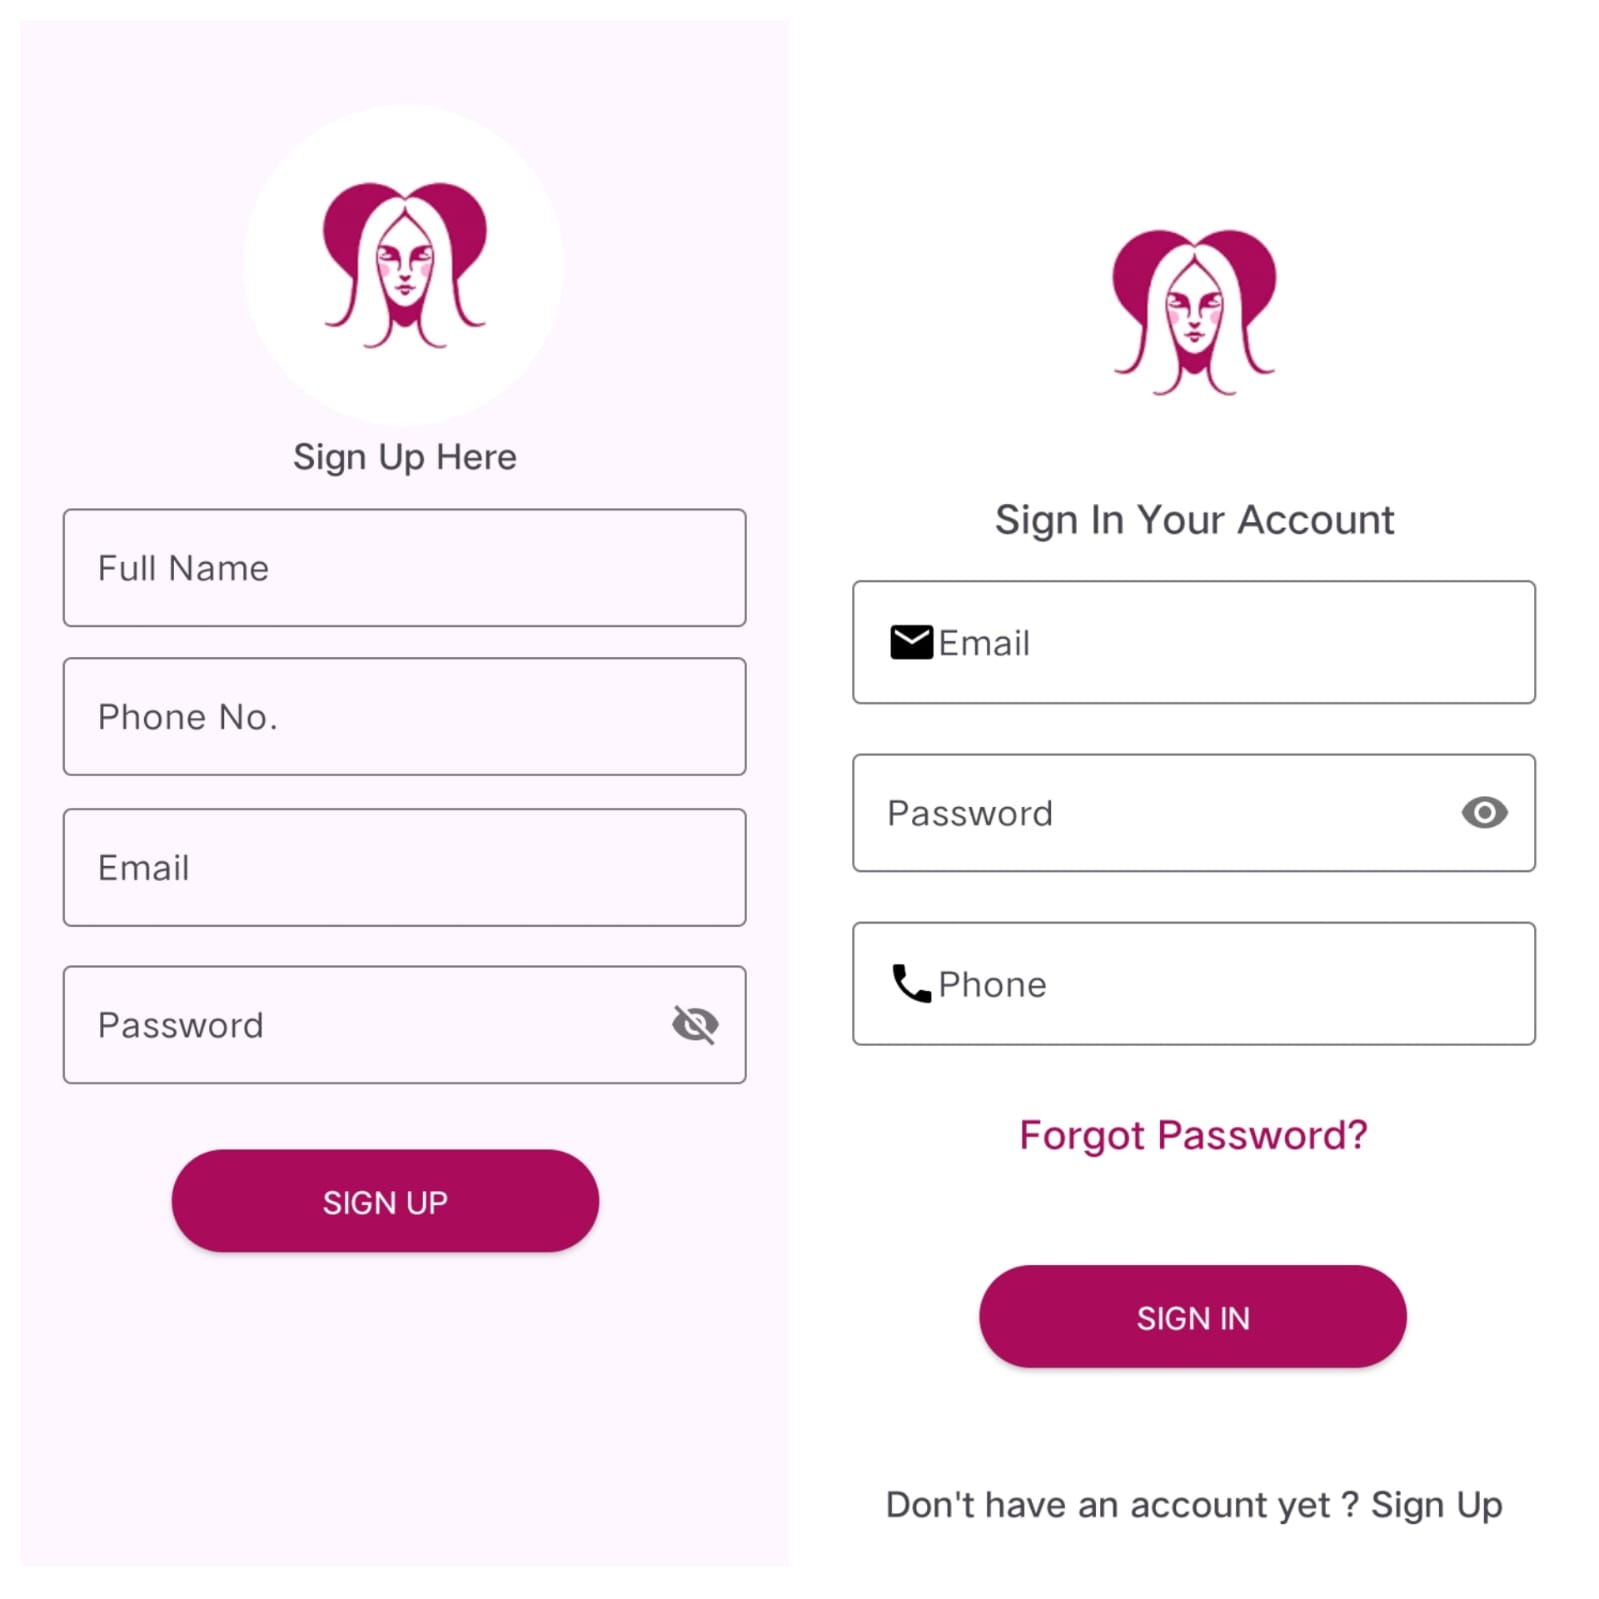 Sign Up Here
Full Name
Phone No.
Email
Password
SIGN UP
Sign In Your Account
Email
Password
Phone
Forgot Password?
SIGN IN
Don't have an account yet ? Sign Up